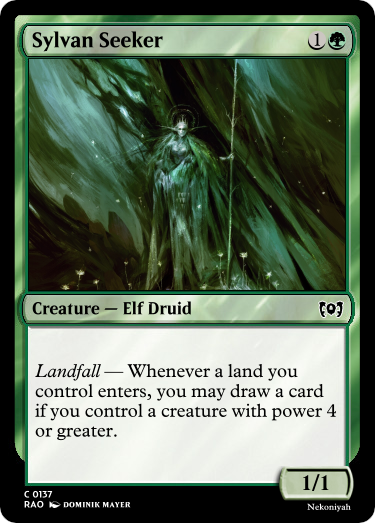 Sylvan Seeker 1
Creature — Elf Druid
Landfall — Whenever a land you
control enters, you may draw a card
if you control a creature with power 4
or greater.
1/1
C 0137
RAO DOMINIK MAYER
Nekoniyah